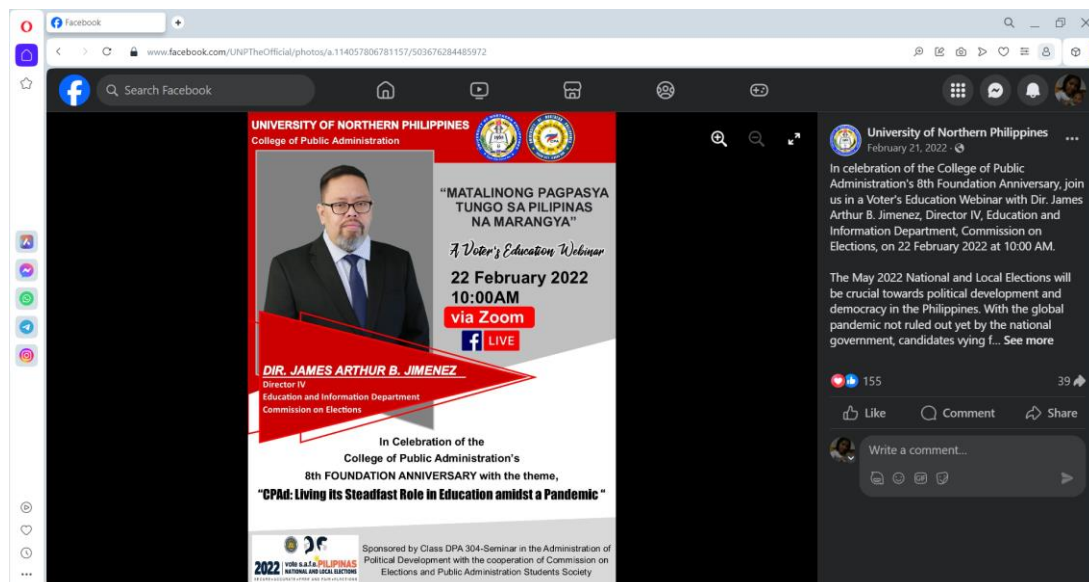 Facebook
www.facebook.com/UNPTheOfficial/photos/a.114057806781157/503676284485972
Search Facebook
UNIVERSITY OF NORTHERN PHILIPPINES
College of Public Administration
"MATALINONG PAGPASYA
TUNGO SA PILIPINAS
NA MARANGYA"
A Voter's Education Webinar
22 February 2022
10:00AM
via Zoom
LIVE
DIR. JAMES ARTHUR B. JIMENEZ
Director IV
Education and Information Department
Commission on Elections
In Celebration of the
College of Public Administration's
8th FOUNDATION ANNIVERSARY with the theme,
"CPAd: Living its Steadfast Role in Education amidst a Pandemic "
2022 vote s.a.f.e. PILIPINAS
NATIONAL AND LOCAL ELECTIONS
Sponsored by Class DPA 304-Seminar in the Administration of
Political Development with the cooperation of Commission on
Elections and Public Administration Students Society
University of Northern Philippines
February 21, 2022 ·
In celebration of the College of Public
Administration's 8th Foundation Anniversary, join
us in a Voter's Education Webinar with Dir. James
Arthur B. Jimenez, Director IV, Education and
Information Department, Commission on
Elections, on 22 February 2022 at 10:00 AM.
The May 2022 National and Local Elections will
be crucial towards political development and
democracy in the Philippines. With the global
pandemic not ruled out yet by the national
government, candidates vying f... See more
155
39
Like
Comment
Share
Write a comment...
GIF